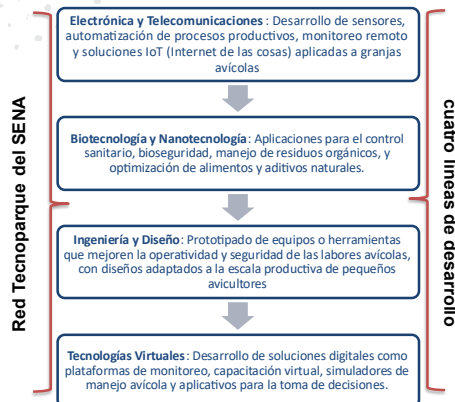 Red Tecnoparque del SENA
Electrónica y Telecomunicaciones: Desarrollo de sensores,
automatización de procesos productivos, monitoreo remoto
y soluciones IoT (Internet de las cosas) aplicadas a granjas
avícolas
Biotecnología y Nanotecnología: Aplicaciones para el control
sanitario, bioseguridad, manejo de residuos orgánicos, y
optimización de alimentos y aditivos naturales.
Ingeniería y Diseño: Prototipado de equipos o herramientas
que mejoren la operatividad y seguridad de las labores avícolas,
con diseños adaptados a la escala productiva de pequeños
avicultores
Tecnologías Virtuales: Desarrollo de soluciones digitales como
plataformas de monitoreo, capacitación virtual, simuladores de
manejo avícola y aplicativos para la toma de decisiones.
cuatro líneas de desarrollo